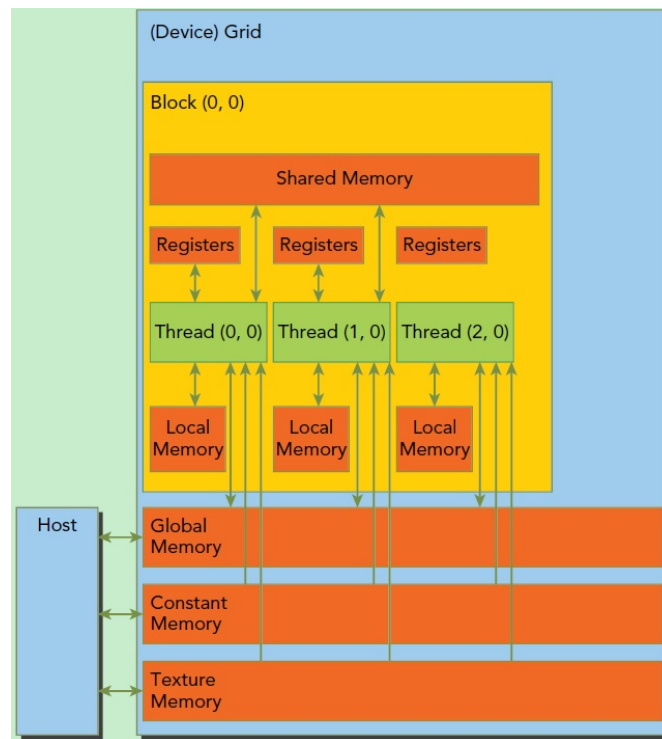 (Device) Grid
Block (0, 0)
Shared Memory
Registers
Registers
Registers
Thread (0, 0)
Thread (1, 0)
Thread (2, 0)
Local
Memory
Local
Memory
Local
Memory
Host
Global
Memory
Constant
Memory
Texture
Memory